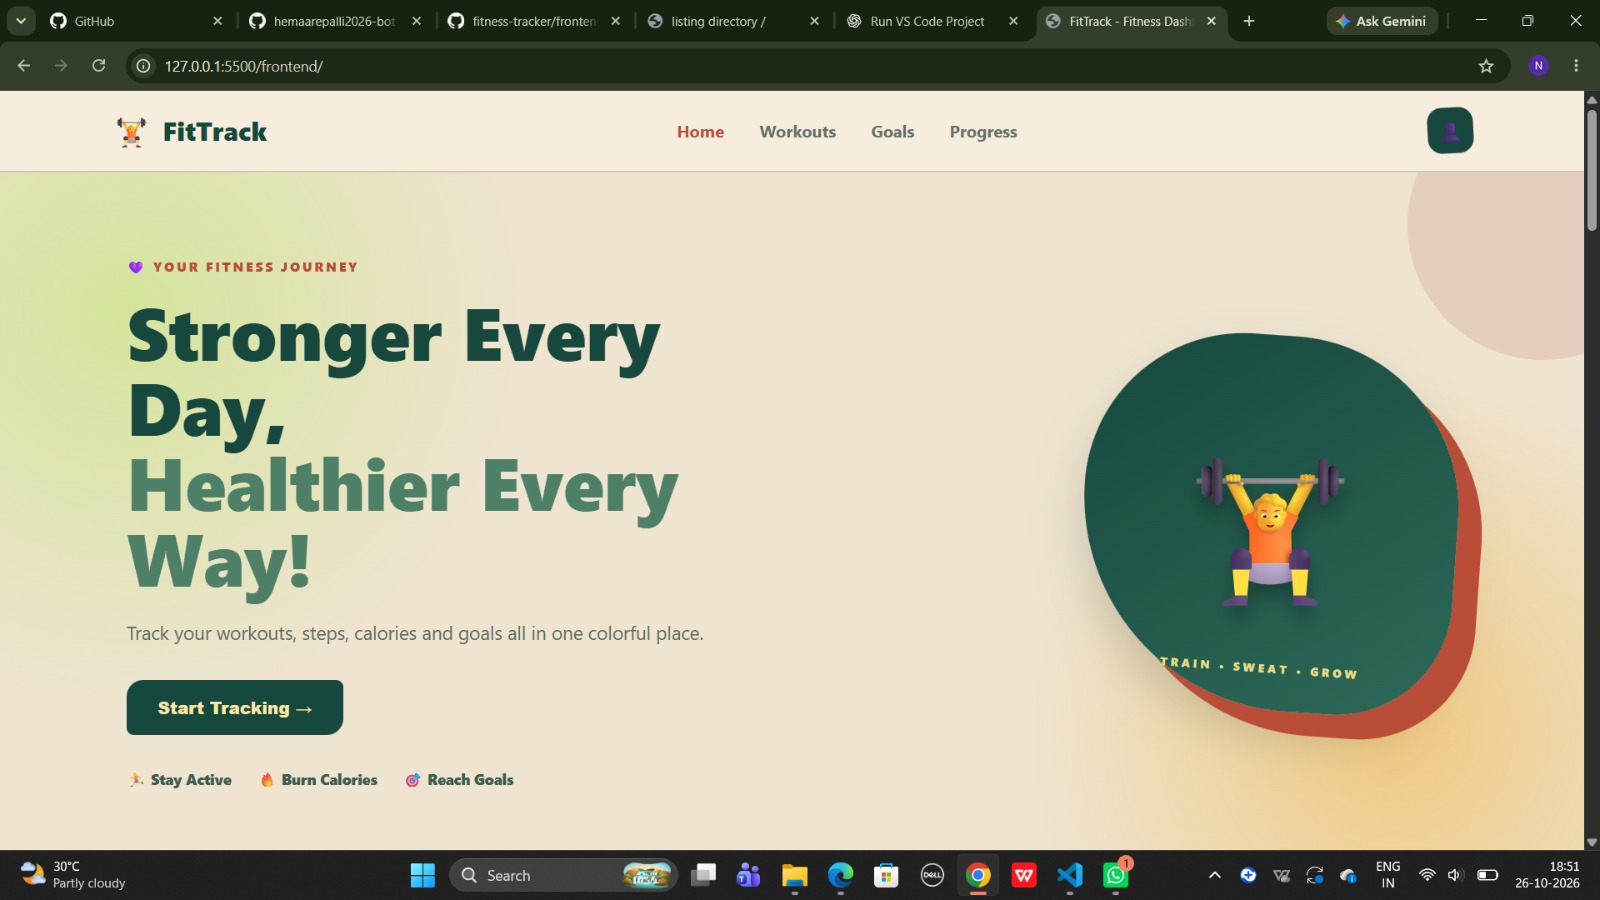 GitHub
hemaarepalli2026-bot
fitness-tracker/fronten
listing directory /
Run VS Code Project
FitTrack - Fitness Dash
Ask Gemini
127.0.0.1:5500/frontend/
N
FitTrack
Home
Workouts
Goals
Progress
YOUR FITNESS JOURNEY
Stronger Every
Day,
Healthier Every
Way!
Track your workouts, steps, calories and goals all in one colorful place.
Start Tracking →
Stay Active
Burn Calories
Reach Goals
TRAIN • SWEAT • GROW
30°C
Partly cloudy
Search
DELL
W
1
ENG
IN
18:51
26-10-2026